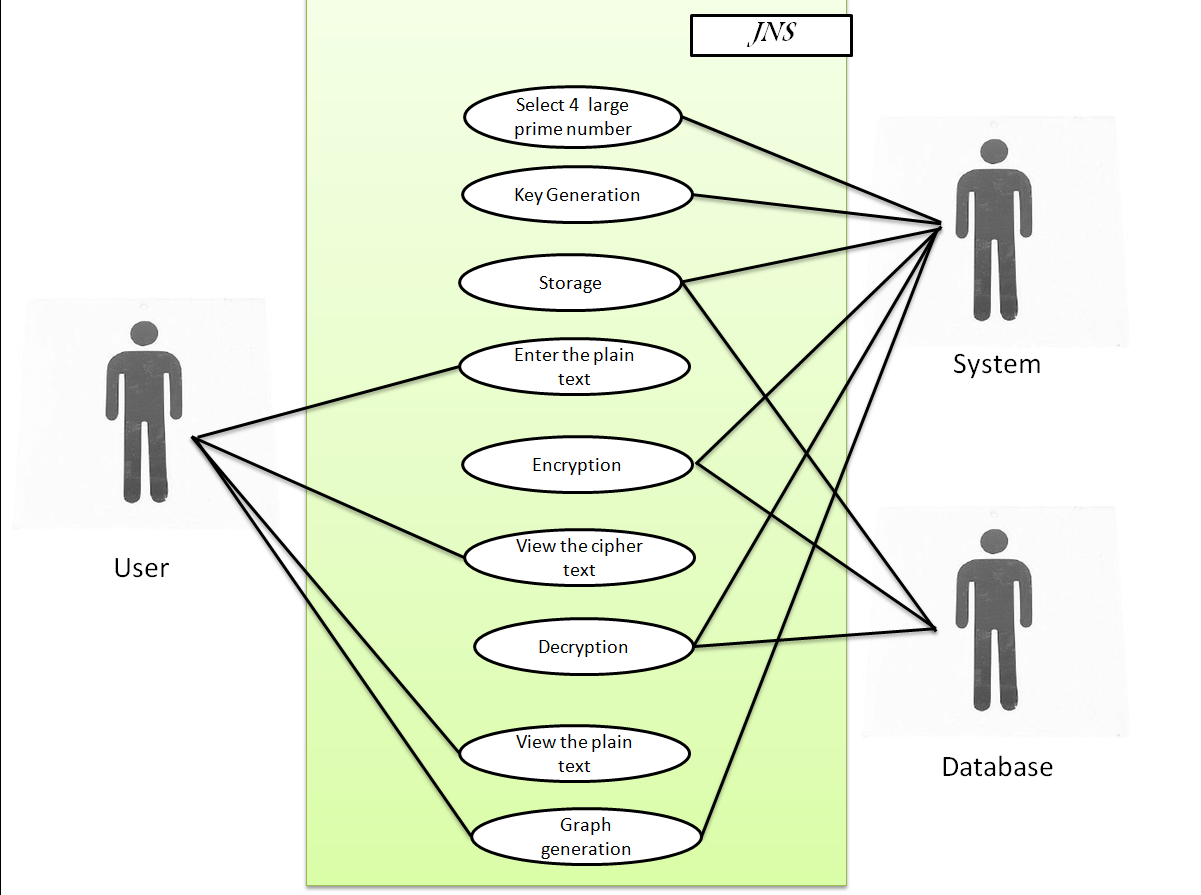 JNS
Select 4 large
prime number
Key Generation
Storage
Enter the plain
text
Encryption
View the cipher
text
Decryption
View the plain
text
Graph
generation
User
System
Database